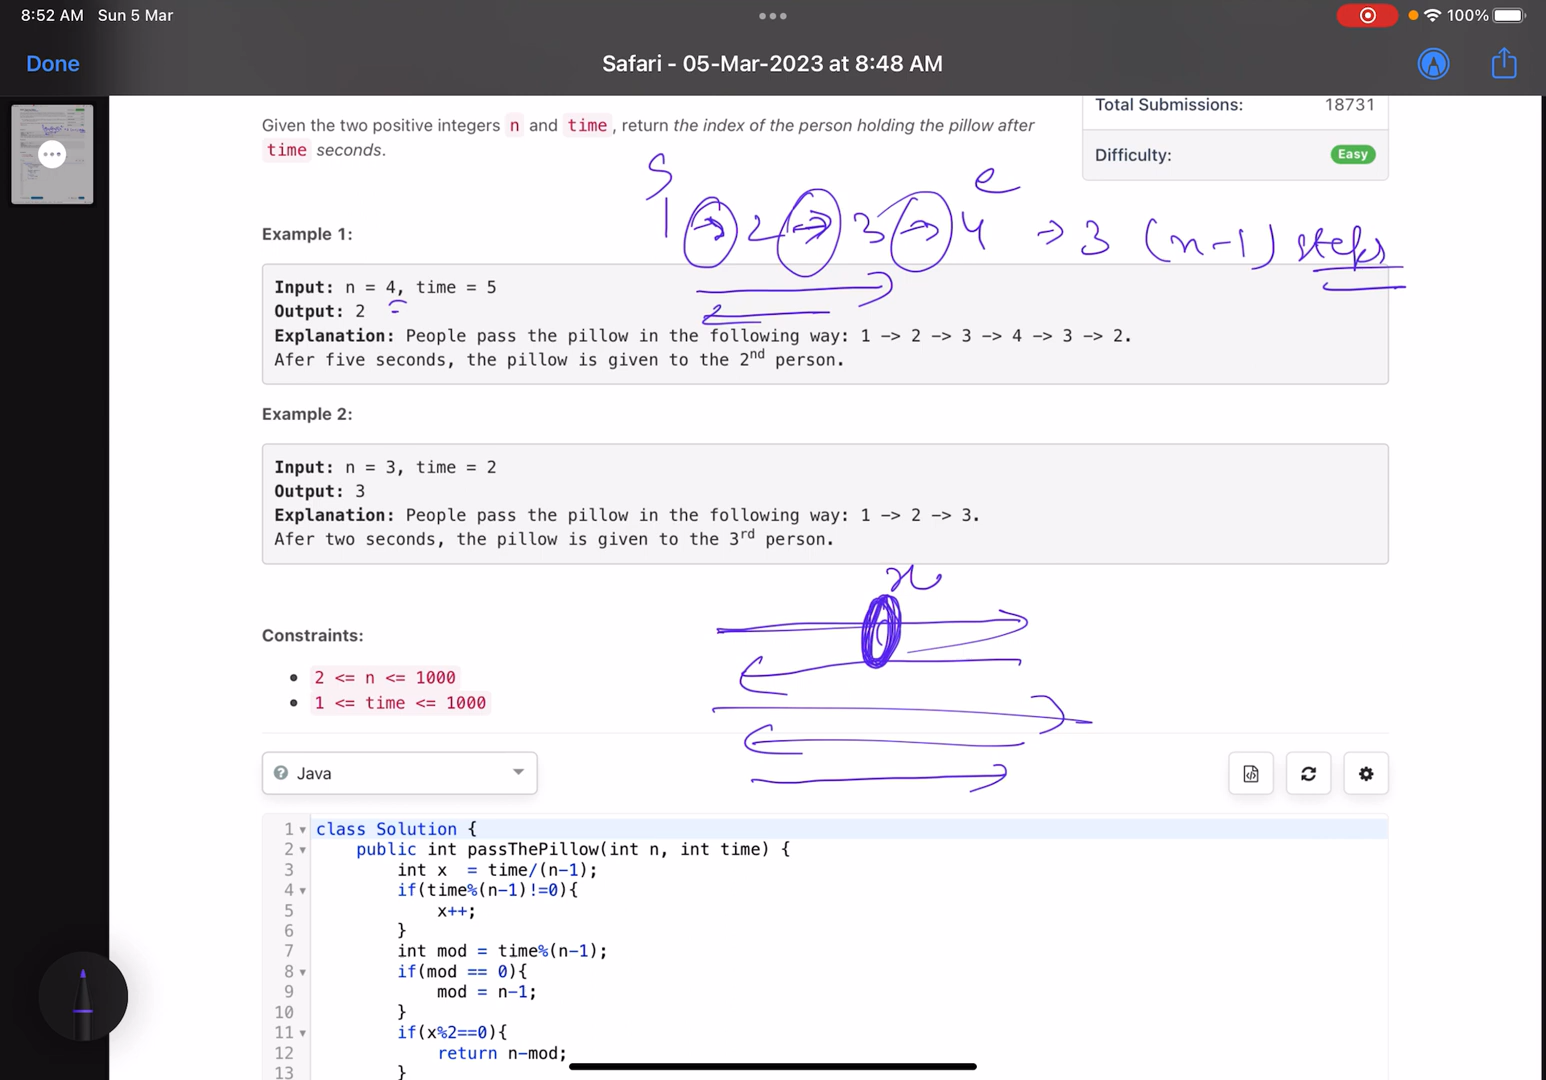 8:52 AM Sun 5 Mar
100%
Done
Safari - 05-Mar-2023 at 8:48 AM
Given the two positive integers n and time, return the index of the person holding the pillow after
time seconds.
Total Submissions: 18731
Difficulty: Easy
S e
1 → 2 → 3 → 4 => 3 (n-1) steps
Example 1:
Input: n = 4, time = 5
Output: 2
Explanation: People pass the pillow in the following way: 1 -> 2 -> 3 -> 4 -> 3 -> 2.
Afer five seconds, the pillow is given to the 2nd person.
Example 2:
Input: n = 3, time = 2
Output: 3
Explanation: People pass the pillow in the following way: 1 -> 2 -> 3.
Afer two seconds, the pillow is given to the 3rd person.
x
Constraints:
2 <= n <= 1000
1 <= time <= 1000
Java
1 class Solution {
2 public int passThePillow(int n, int time) {
3 int x  = time/(n-1);
4 if(time%(n-1)!=0){
5 x++;
6 }
7 int mod = time%(n-1);
8 if(mod == 0){
9 mod = n-1;
10 }
11 if(x%2==0){
12 return n-mod;
13 }